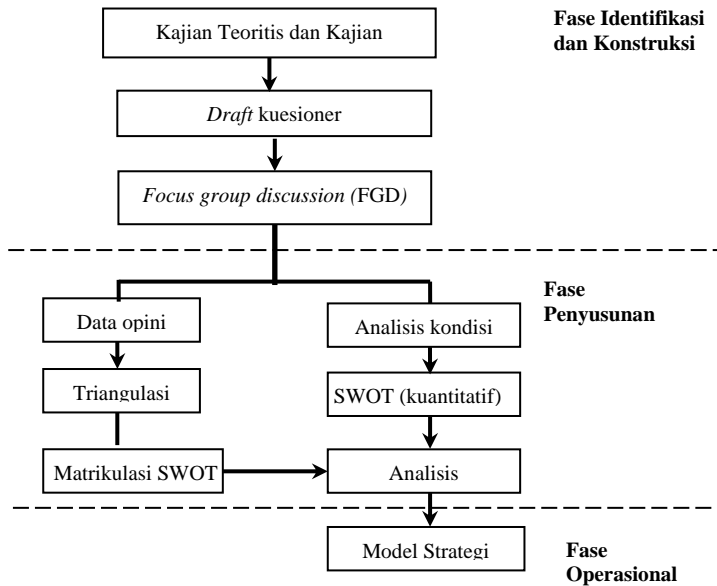 Kajian Teoritis dan Kajian
Fase Identifikasi
dan Konstruksi
Draft kuesioner
Focus group discussion (FGD)
Fase
Penyusunan
Data opini
Analisis kondisi
Triangulasi
SWOT (kuantitatif)
Matrikulasi SWOT
Analisis
Model Strategi
Fase
Operasional